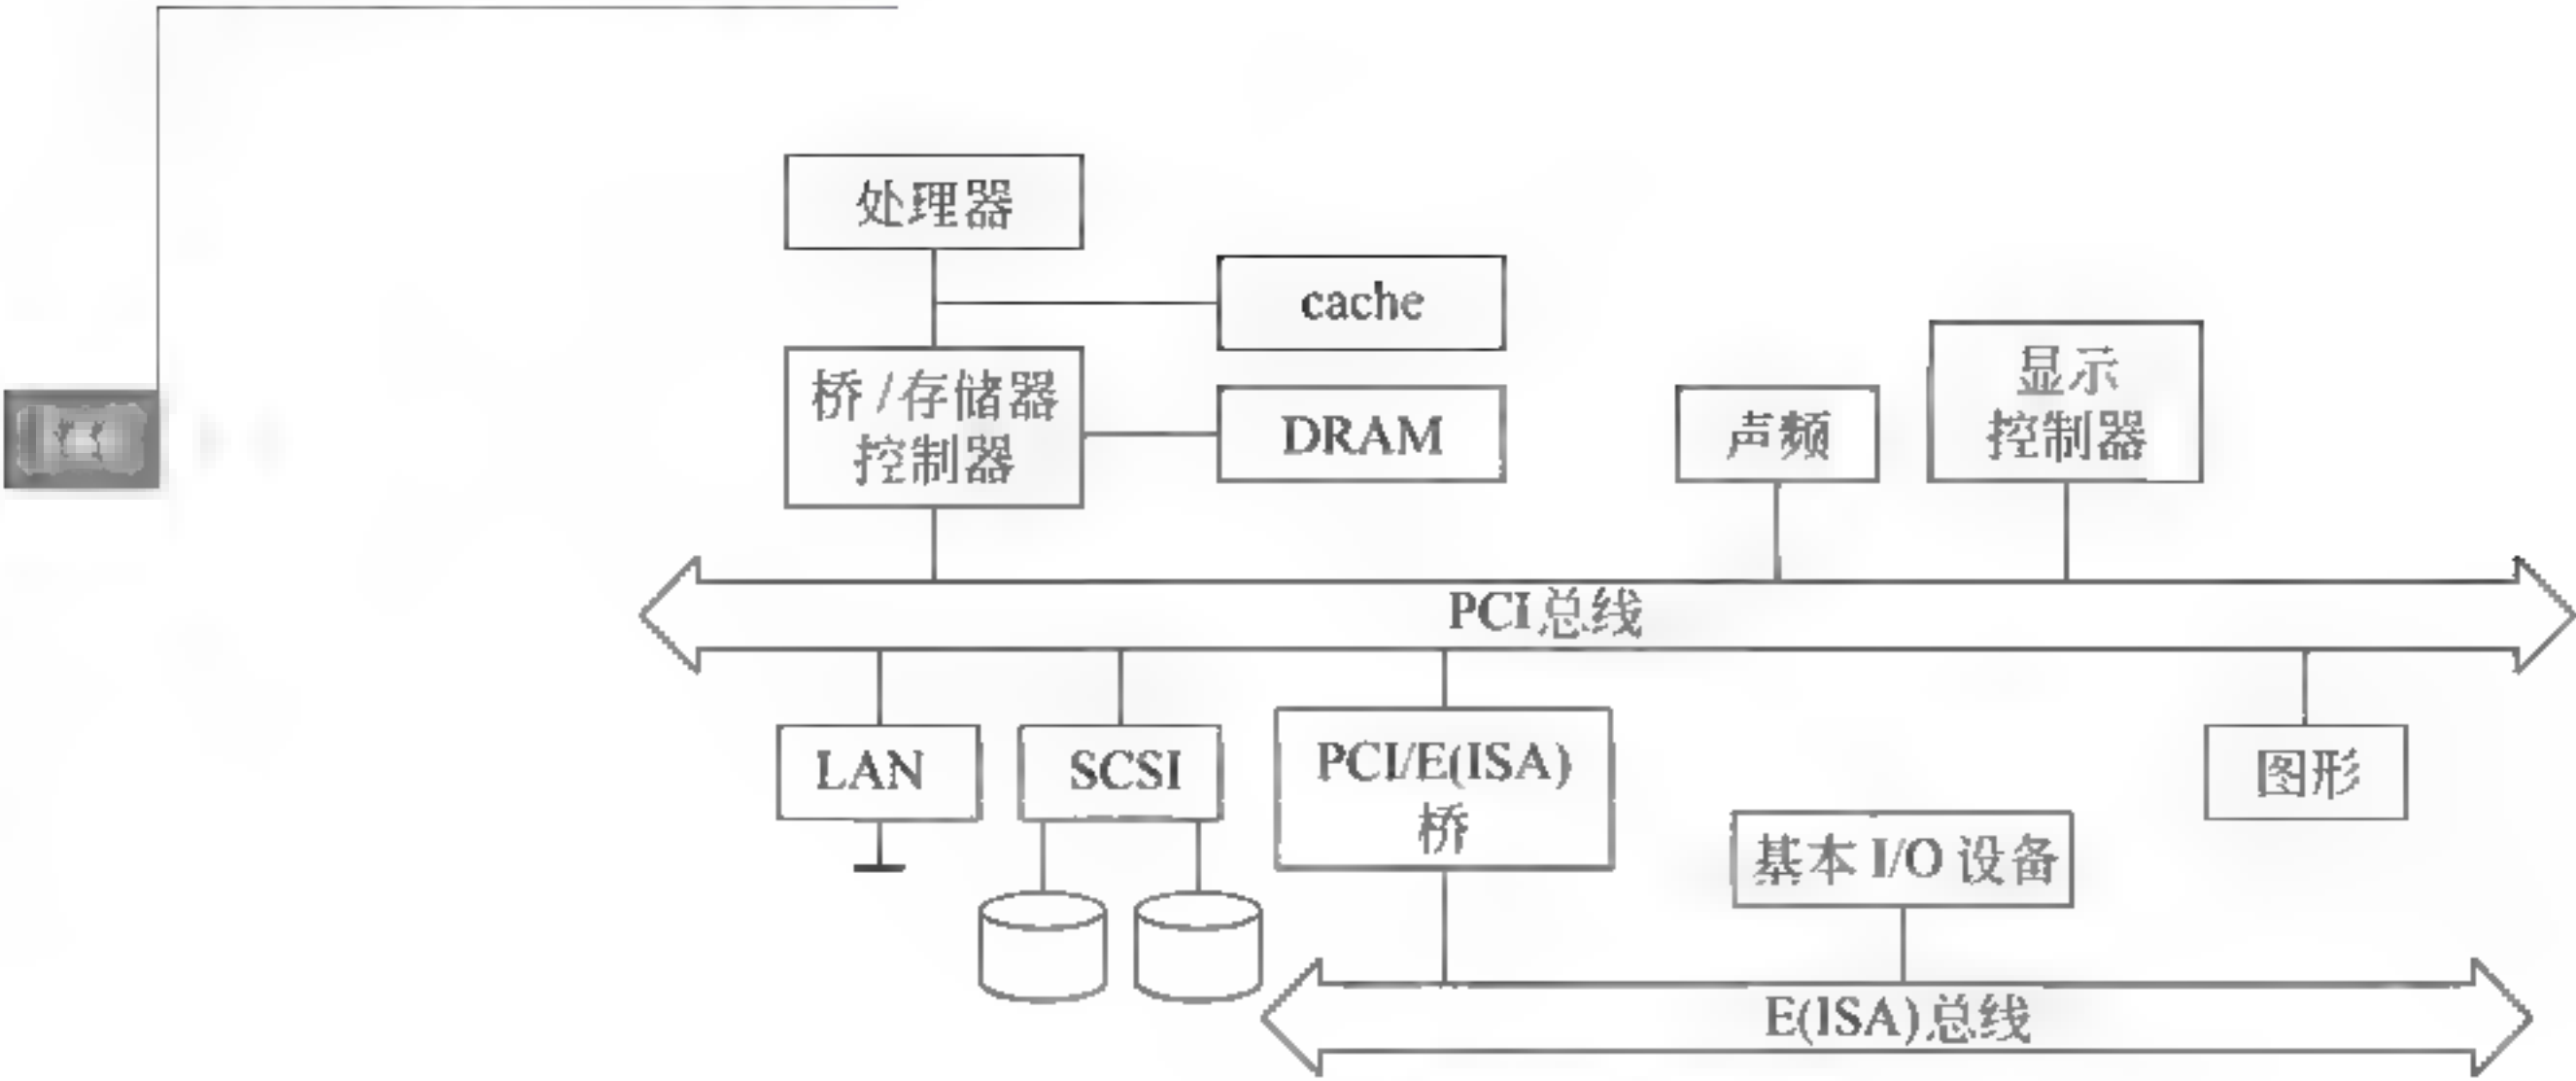 处理器
cache
桥/存储器
控制器
DRAM
声频
显示
控制器
PCI总线
LAN
SCSI
PCI/E(ISA)
桥
图形
基本 I/O 设备
E(ISA)总线